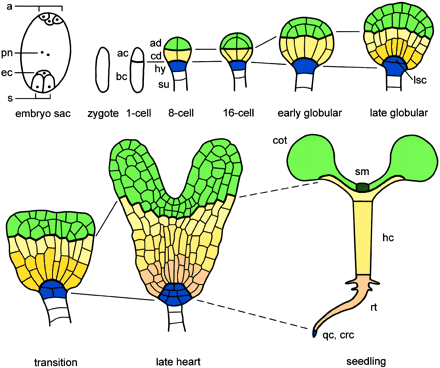 a
pn
ec
s
embryo sac
ac
bc
zygote
1-cell
ad
cd
hy
su
8-cell
16-cell
early globular
lsc
late globular
transition
late heart
cot
sm
hc
rt
qc, crc
seedling